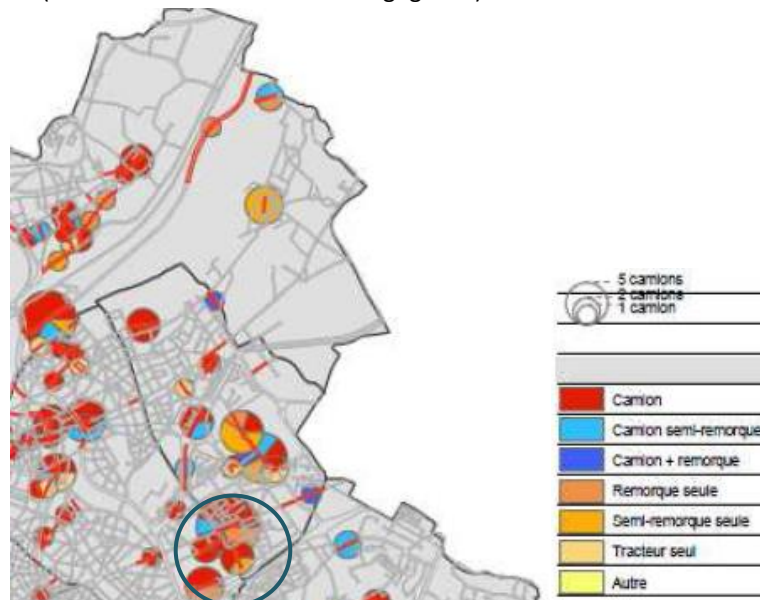 5 camions
2 camions
1 camion
Camion
Camion semi-remorque
Camion + remorque
Remorque seule
Semi-remorque seule
Tracteur seul
Autre